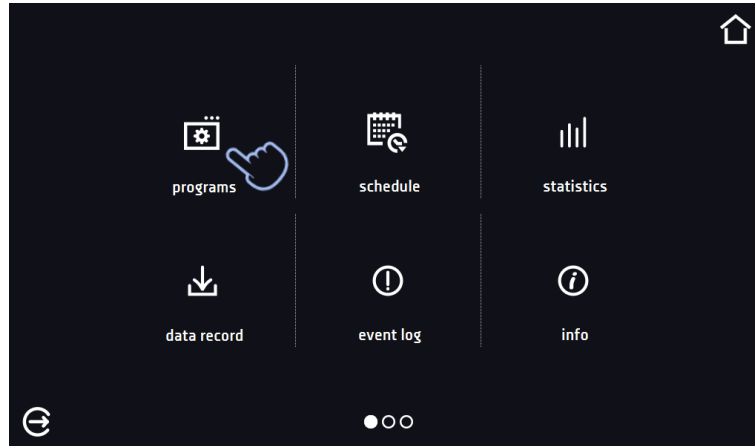 programs
schedule
statistics
data record
event log
info